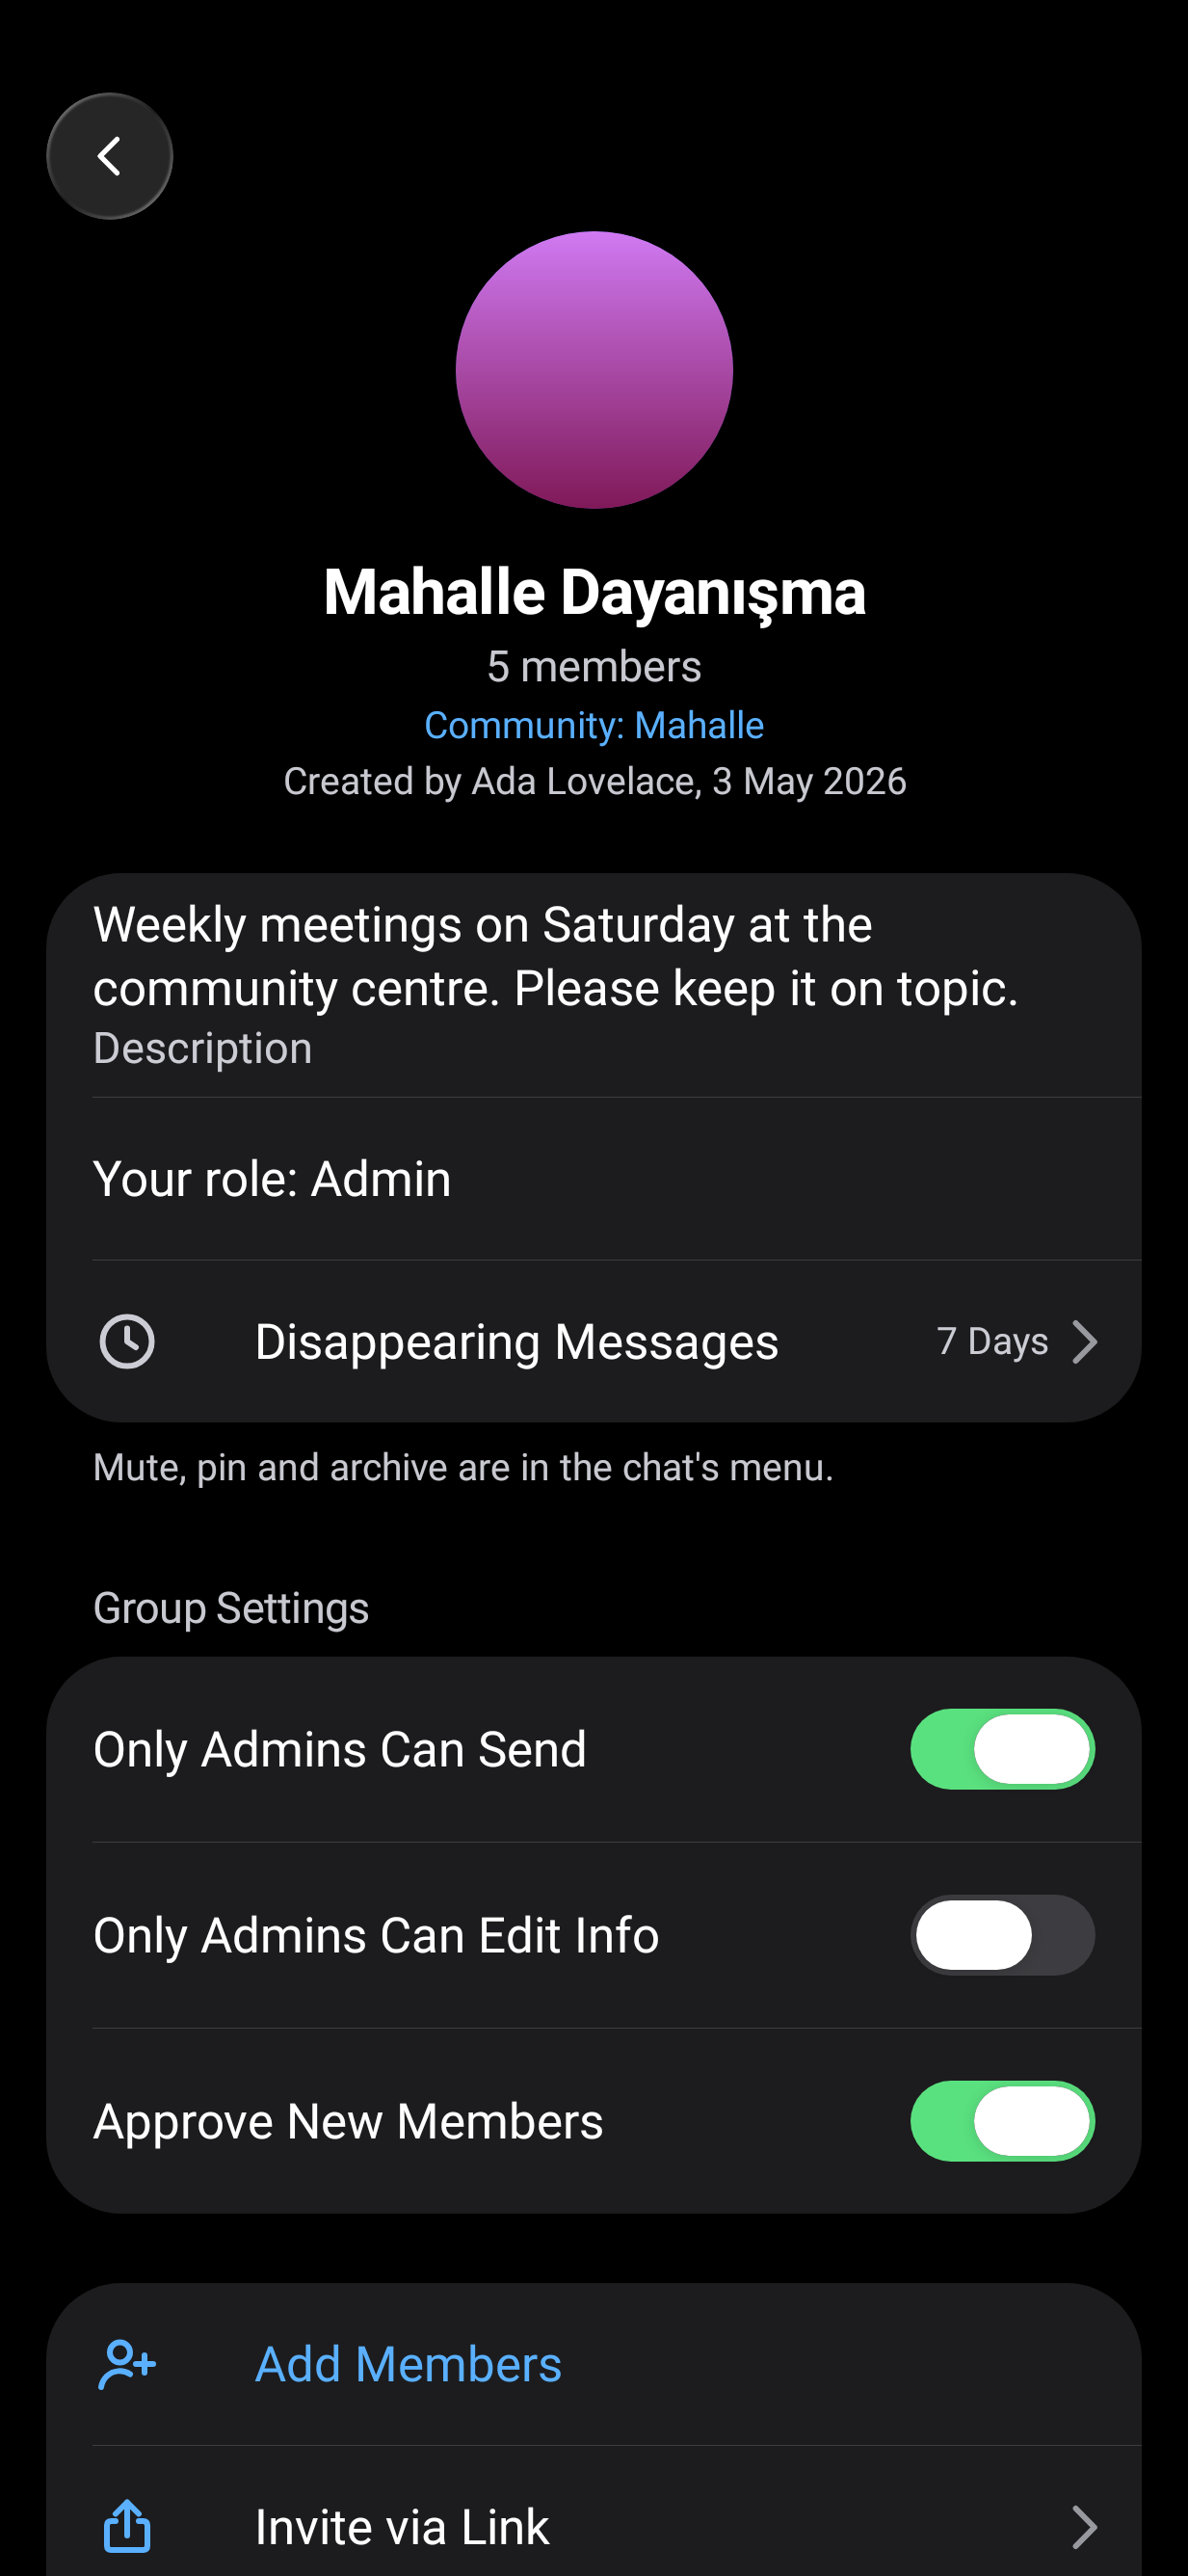 Mahalle Dayanışma
5 members
Community: Mahalle
Created by Ada Lovelace, 3 May 2026
Weekly meetings on Saturday at the
community centre. Please keep it on topic.
Description
Your role: Admin
Disappearing Messages 7 Days
Mute, pin and archive are in the chat's menu.
Group Settings
Only Admins Can Send
Only Admins Can Edit Info
Approve New Members
Add Members
Invite via Link